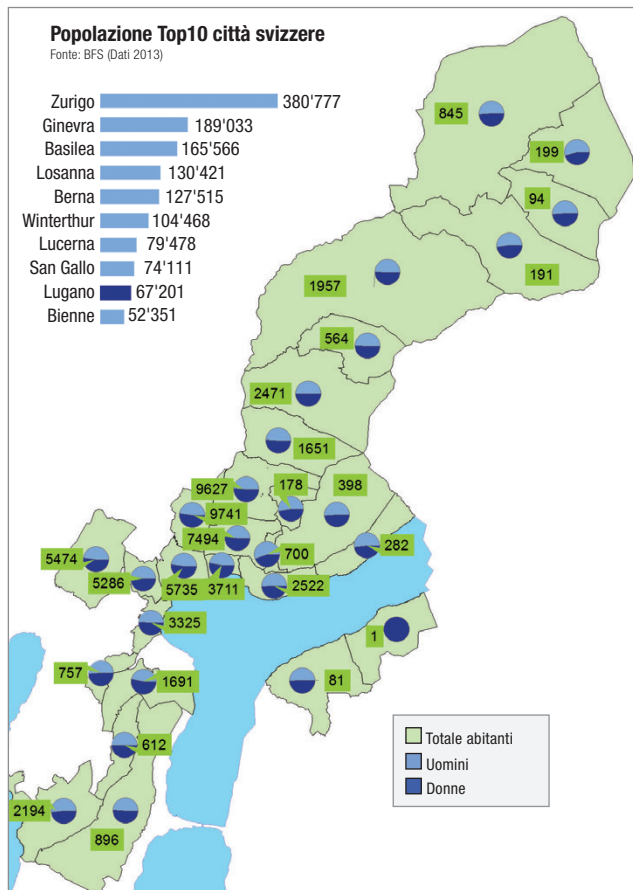 Popolazione Top10 città svizzere
Fonte: BFS (Dati 2013)
Zurigo 380'777
Ginevra 189'033
Basilea 165'566
Losanna 130'421
Berna 127'515
Winterthur 104'468
Lucerna 79'478
San Gallo 74'111
Lugano 67'201
Bienne 52'351
845
199
94
191
1957
564
2471
1651
9627
178
398
9741
7494
700
282
5474
5286
5735
3711
2522
3325
1
757
1691
81
612
2194
896
Totale abitanti
Uomini
Donne